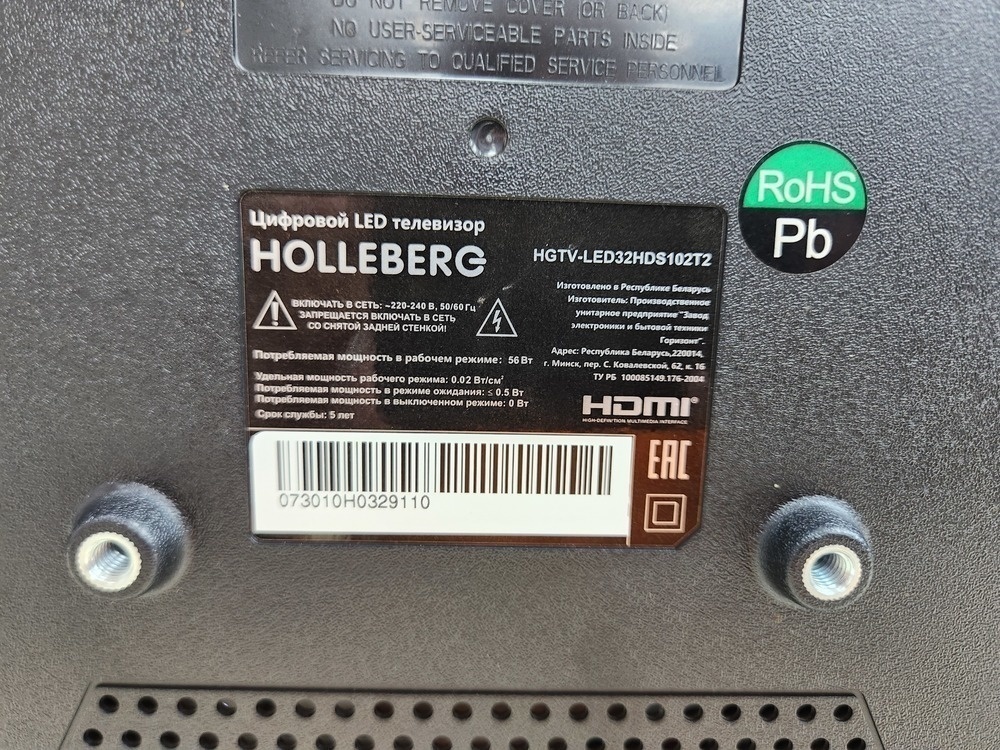 DO NOT REMOVE COVER (OR BACK)
NO USER-SERVICEABLE PARTS INSIDE
REFER SERVICING TO QUALIFIED SERVICE PERSONNEL
RoHS
Pb
Цифровой LED телевизор
HOLLEBERG
HGTV-LED32HDS102T2
ВКЛЮЧАТЬ В СЕТЬ: ~220-240 В, 50/60 Гц
ЗАПРЕЩАЕТСЯ ВКЛЮЧАТЬ В СЕТЬ
СО СНЯТОЙ ЗАДНЕЙ СТЕНКОЙ!
Изготовлено в Республике Беларусь
Изготовитель: Производственное
унитарное предприятие "Завод
электроники и бытовой техники
Горизонт".
Адрес: Республика Беларусь,220014,
г. Минск, пер. С. Ковалевской, 62, к. 16
ТУ РБ 100085149.176-2004
Потребляемая мощность в рабочем режиме: 56 Вт
Удельная мощность рабочего режима: 0.02 Вт/см²
Потребляемая мощность в режиме ожидания: ≤ 0.5 Вт
Потребляемая мощность в выключенном режиме: 0 Вт
Срок службы: 5 лет
HDMI®
HIGH-DEFINITION MULTIMEDIA INTERFACE
EAC
073010H0329110